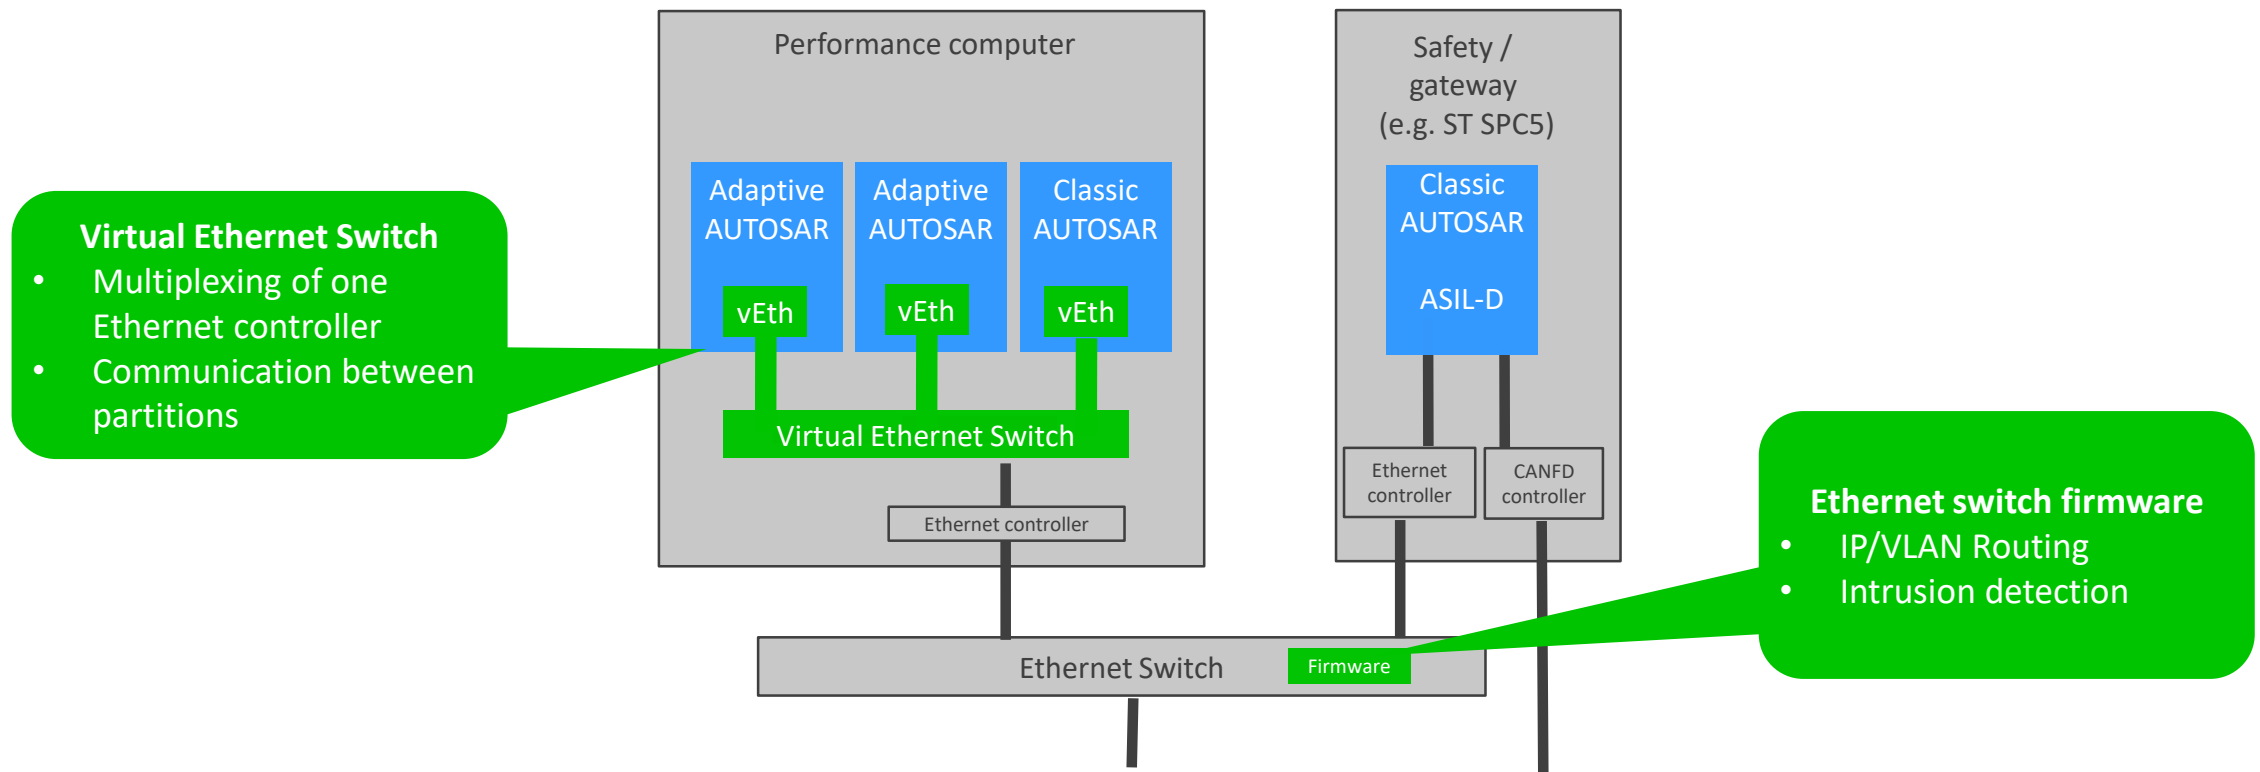 Performance computer
Safety /
gateway
(e.g. ST SPC5)
Adaptive
AUTOSAR
vEth
Adaptive
AUTOSAR
vEth
Classic
AUTOSAR
vEth
Classic
AUTOSAR
ASIL-D
Virtual Ethernet Switch
• Multiplexing of one
Ethernet controller
• Communication between
partitions
Virtual Ethernet Switch
Ethernet controller
Ethernet
controller
CANFD
controller
Ethernet switch firmware
• IP/VLAN Routing
• Intrusion detection
Ethernet Switch
Firmware